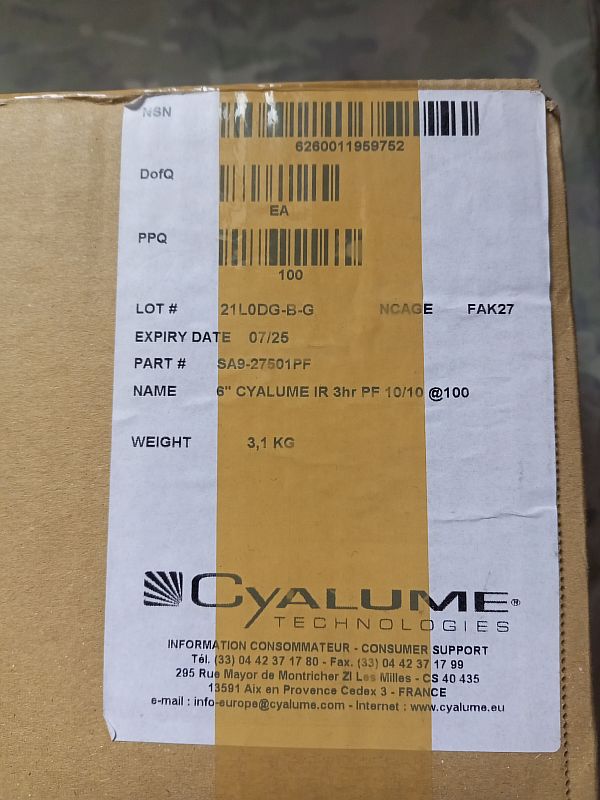 NSN
6260011959752
DofQ
EA
PPQ
100
LOT # 21L0DG-B-G NCAGE FAK27
EXPIRY DATE 07/25
PART # SA9-27501PF
NAME 6" CYALUME IR 3hr PF 10/10 @100
WEIGHT 3,1 KG
CYALUME®
TECHNOLOGIES
INFORMATION CONSOMMATEUR - CONSUMER SUPPORT
Tél. (33) 04 42 37 17 80 - Fax. (33) 04 42 37 17 99
295 Rue Mayor de Montricher ZI Les Milles - CS 40 435
13591 Aix en Provence Cedex 3 - FRANCE
e-mail : info-europe@cyalume.com - Internet : www.cyalume.eu